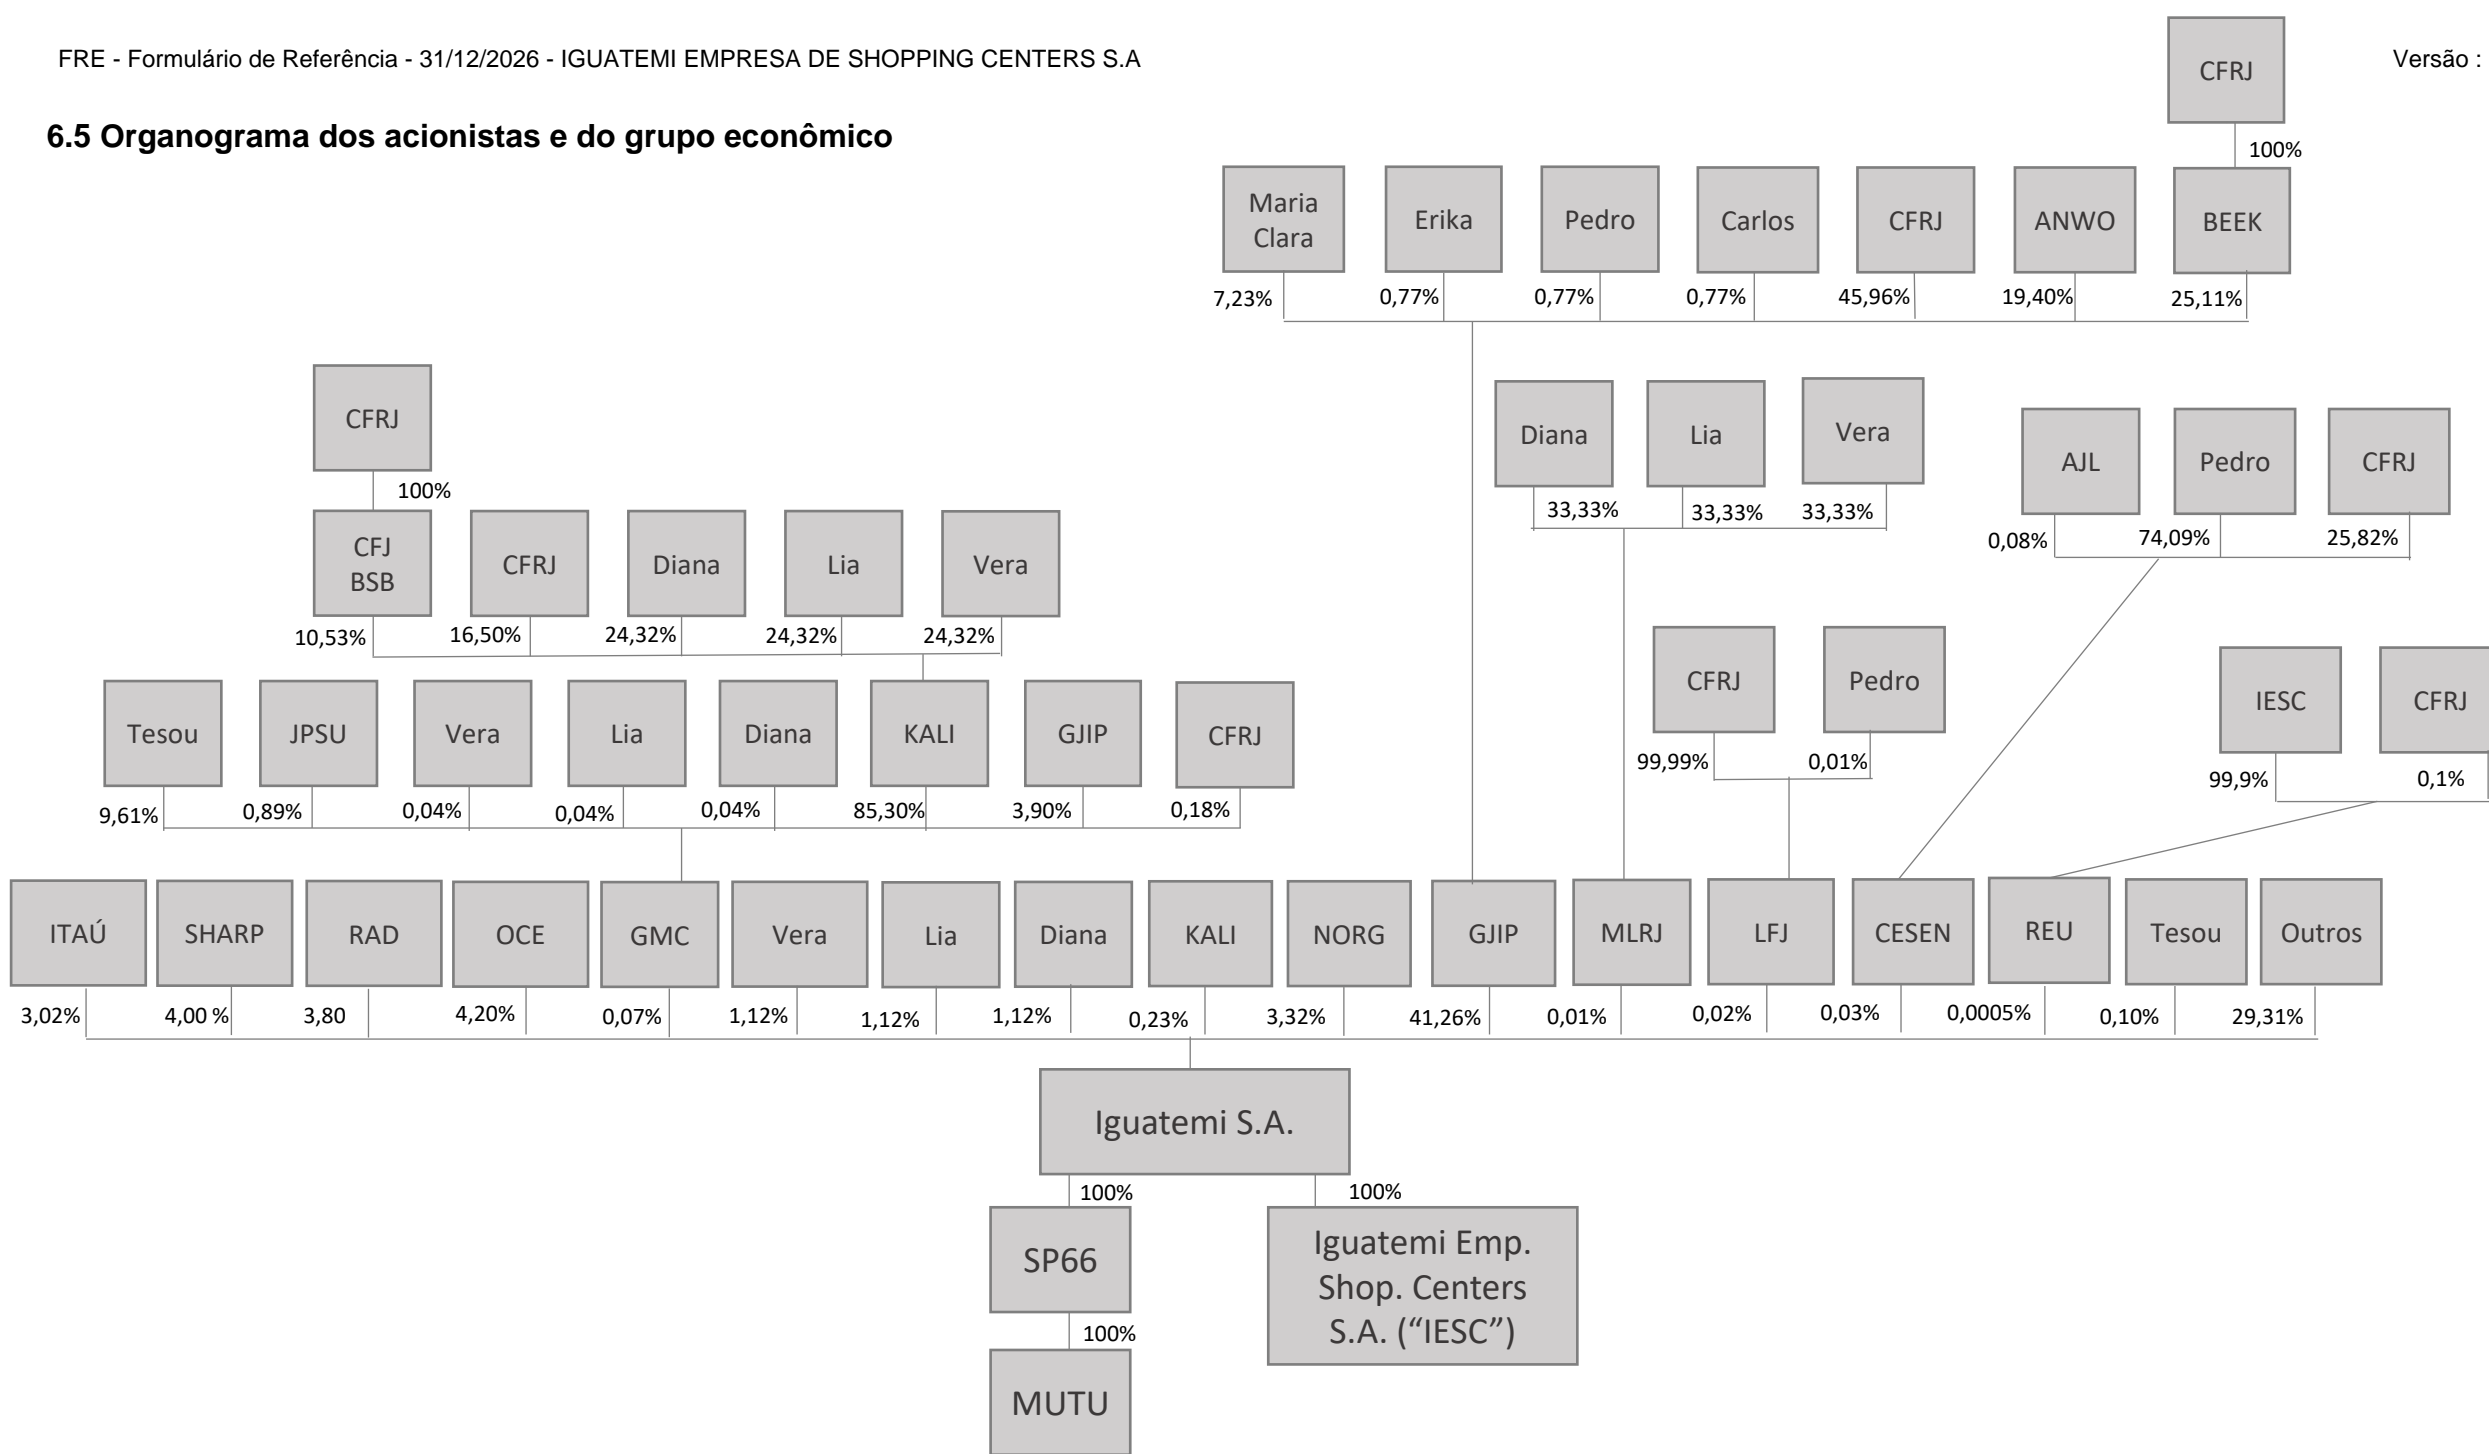 FRE - Formulário de Referência - 31/12/2026 - IGUATEMI EMPRESA DE SHOPPING CENTERS S.A
Versão :
6.5 Organograma dos acionistas e do grupo econômico
CFRJ
100%
Maria
Clara
Erika
Pedro
Carlos
CFRJ
ANWO
BEEK
7,23%
0,77%
0,77%
0,77%
45,96%
19,40%
25,11%
CFRJ
100%
Diana
Lia
Vera
33,33%
33,33%
33,33%
AJL
Pedro
CFRJ
0,08%
74,09%
25,82%
CFJ
BSB
CFRJ
Diana
Lia
Vera
10,53%
16,50%
24,32%
24,32%
24,32%
CFRJ
Pedro
99,99%
0,01%
IESC
CFRJ
99,9%
0,1%
Tesou
JPSU
Vera
Lia
Diana
KALI
GJIP
CFRJ
9,61%
0,89%
0,04%
0,04%
0,04%
85,30%
3,90%
0,18%
ITAÚ
SHARP
RAD
OCE
GMC
Vera
Lia
Diana
KALI
NORG
GJIP
MLRJ
LFJ
CESEN
REU
Tesou
Outros
3,02%
4,00 %
3,80
4,20%
0,07%
1,12%
1,12%
1,12%
0,23%
3,32%
41,26%
0,01%
0,02%
0,03%
0,0005%
0,10%
29,31%
Iguatemi S.A.
100%
100%
SP66
Iguatemi Emp.
Shop. Centers
S.A. (“IESC”)
100%
MUTU